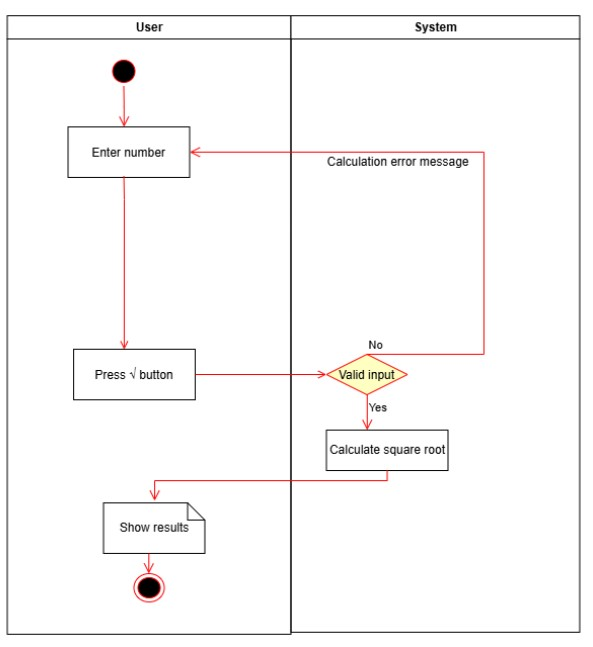 User
System
Enter number
Calculation error message
No
Press √ button
Valid input
Yes
Calculate square root
Show results